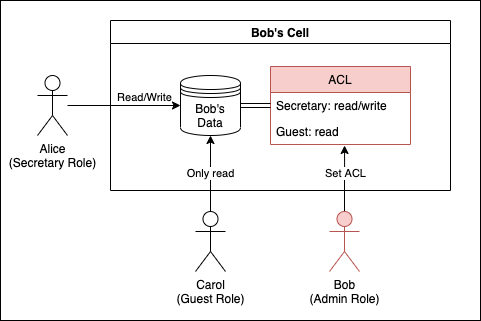 Bob's Cell
ACL
Secretary: read/write
Guest: read
Read/Write
Bob's
Data
Alice
(Secretary Role)
Only read
Set ACL
Carol
(Guest Role)
Bob
(Admin Role)